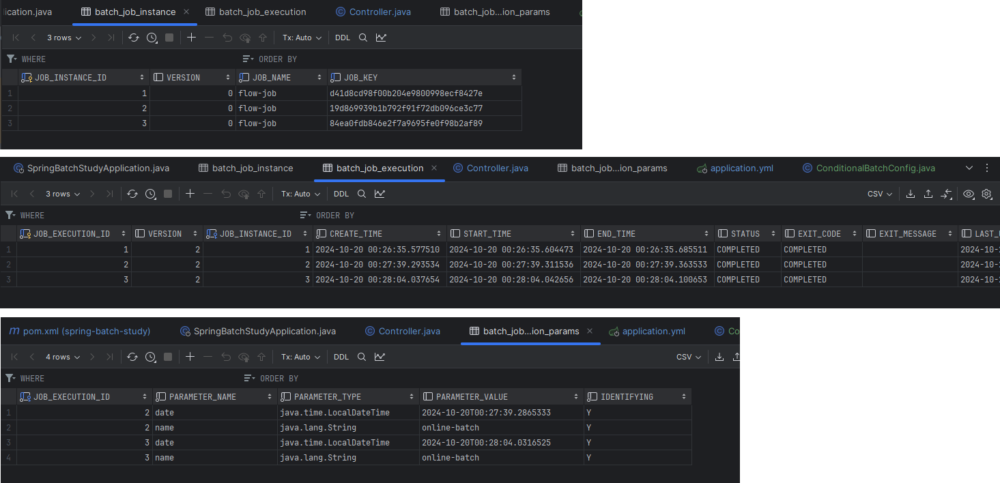 lication.java batch_job_instance batch_job_execution Controller.java batch_job...ion_params
3 rows Tx: Auto DDL
WHERE ORDER BY
JOB_INSTANCE_ID VERSION JOB_NAME JOB_KEY
1 1 0 flow-job d41d8cd98f00b204e9800998ecf8427e
2 2 0 flow-job 19d869939b1b792f91f72db096ce3c77
3 3 0 flow-job 84ea0fdb846e2f7a9695fe0f98b2af89
SpringBatchStudyApplication.java batch_job_instance batch_job_execution Controller.java batch_job...ion_params application.yml ConditionalBatchConfig.java
3 rows Tx: Auto DDL CSV
WHERE ORDER BY
JOB_EXECUTION_ID VERSION JOB_INSTANCE_ID CREATE_TIME START_TIME END_TIME STATUS EXIT_CODE EXIT_MESSAGE LAST_
1 1 2 1 2024-10-20 00:26:35.577510 2024-10-20 00:26:35.604473 2024-10-20 00:26:35.685511 COMPLETED COMPLETED 2024-10-
2 2 2 2 2024-10-20 00:27:39.293534 2024-10-20 00:27:39.311536 2024-10-20 00:27:39.363533 COMPLETED COMPLETED 2024-10-
3 3 2 3 2024-10-20 00:28:04.037654 2024-10-20 00:28:04.042656 2024-10-20 00:28:04.100653 COMPLETED COMPLETED 2024-10-
m pom.xml (spring-batch-study) SpringBatchStudyApplication.java Controller.java batch_job...ion_params application.yml Co
4 rows Tx: Auto DDL CSV
WHERE ORDER BY
JOB_EXECUTION_ID PARAMETER_NAME PARAMETER_TYPE PARAMETER_VALUE IDENTIFYING
1 2 date java.time.LocalDateTime 2024-10-20T00:27:39.2865333 Y
2 2 name java.lang.String online-batch Y
3 3 date java.time.LocalDateTime 2024-10-20T00:28:04.0316525 Y
4 3 name java.lang.String online-batch Y